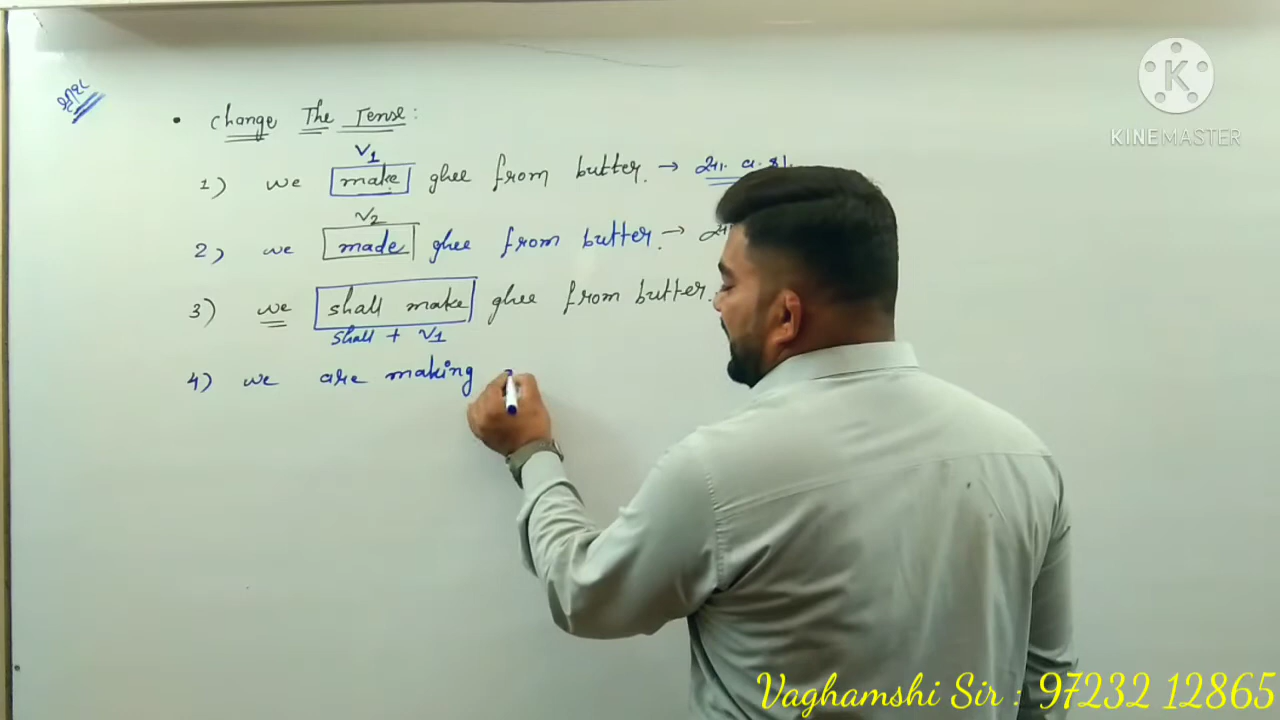 • Change The Tense:
V1
1) we make ghee from butter. → સા. વ. કા.
V2
2) we made ghee from butter. →
3) we shall make ghee from butter.
shall + V1
4) we are making
KINEMASTER
Vaghamshi Sir : 97232 12865